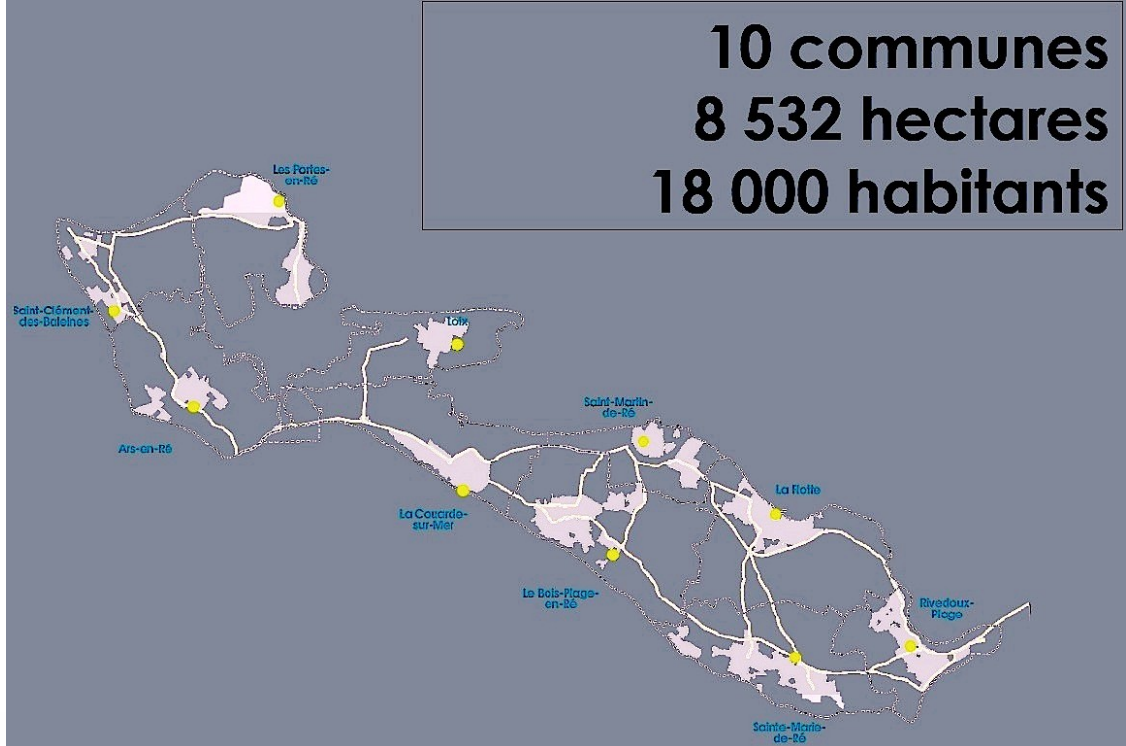 10 communes
8 532 hectares
18 000 habitants
Les Portes-
en-Ré
Saint-Clément-
des-Baleines
Loix
Ars-en-Ré
Saint-Martin-
de-Ré
La Couarde-
sur-Mer
La Flotte
Le Bois-Plage-
en-Ré
Rivedoux-
Plage
Sainte-Marie-
de-Ré